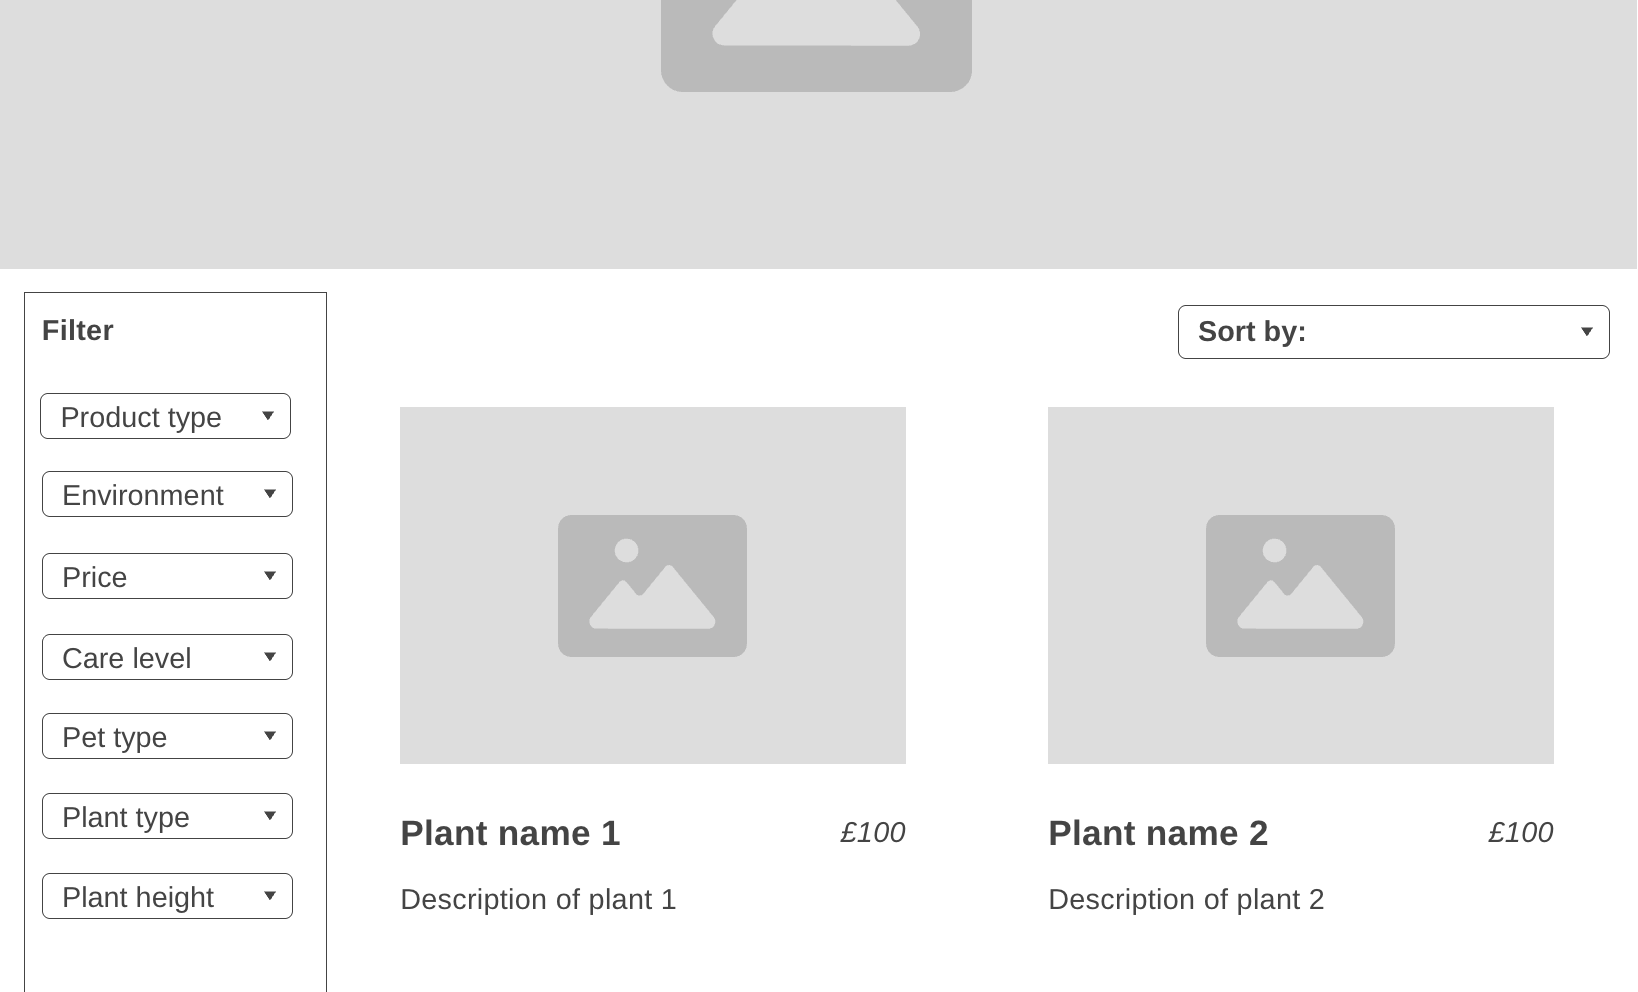 Filter
Sort by:
Product type
Environment
Price
Care level
Pet type
Plant type
Plant height
Plant name 1
£100
Description of plant 1
Plant name 2
£100
Description of plant 2